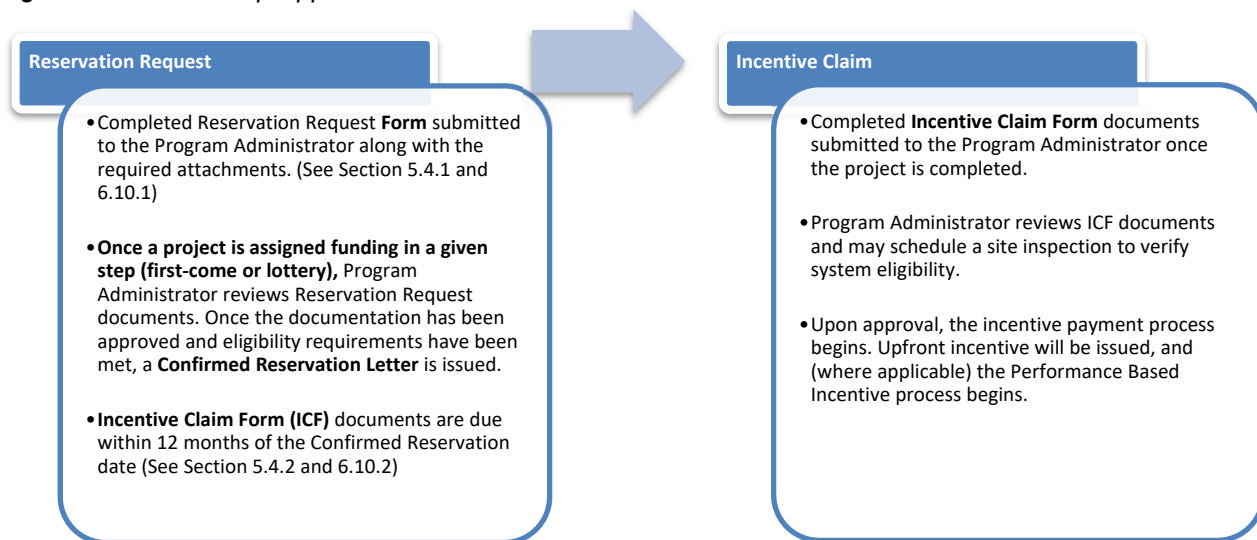 Reservation Request
•Completed Reservation Request Form submitted
to the Program Administrator along with the
required attachments. (See Section 5.4.1 and
6.10.1)
•Once a project is assigned funding in a given
step (first-come or lottery), Program
Administrator reviews Reservation Request
documents. Once the documentation has been
approved and eligibility requirements have been
met, a Confirmed Reservation Letter is issued.
•Incentive Claim Form (ICF) documents are due
within 12 months of the Confirmed Reservation
date (See Section 5.4.2 and 6.10.2)
Incentive Claim
•Completed Incentive Claim Form documents
submitted to the Program Administrator once
the project is completed.
•Program Administrator reviews ICF documents
and may schedule a site inspection to verify
system eligibility.
•Upon approval, the incentive payment process
begins. Upfront incentive will be issued, and
(where applicable) the Performance Based
Incentive process begins.